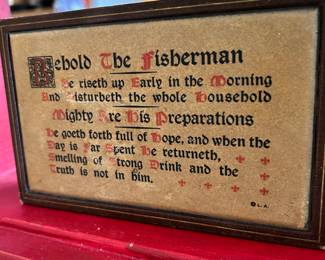 Behold The Fisherman
He riseth up Early in the Morning
And Disturbeth the whole Household
Mighty Are His Preparations
He goeth forth full of Hope, and when the
Day is Far Spent he returneth,
Smelling of Strong Drink and the
Truth is not in him.
© L.A.